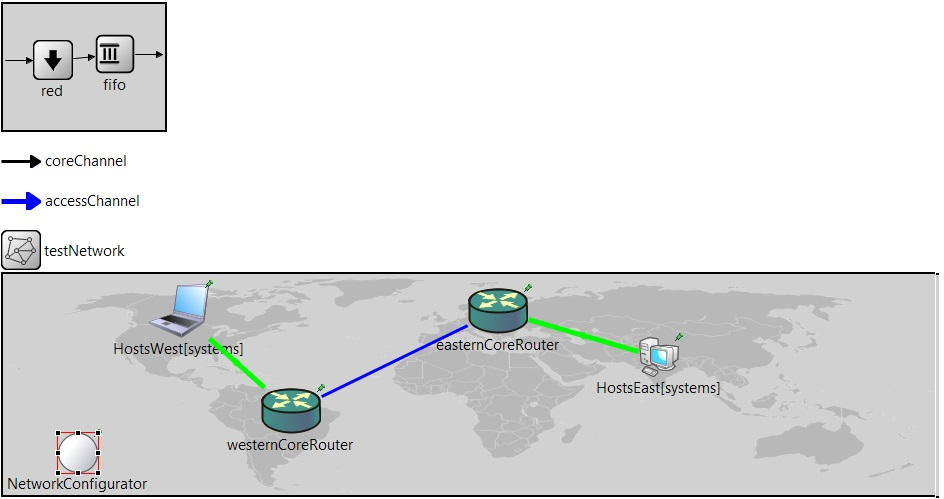 red
fifo
coreChannel
accessChannel
testNetwork
HostsWest[systems]
easternCoreRouter
HostsEast[systems]
westernCoreRouter
NetworkConfigurator